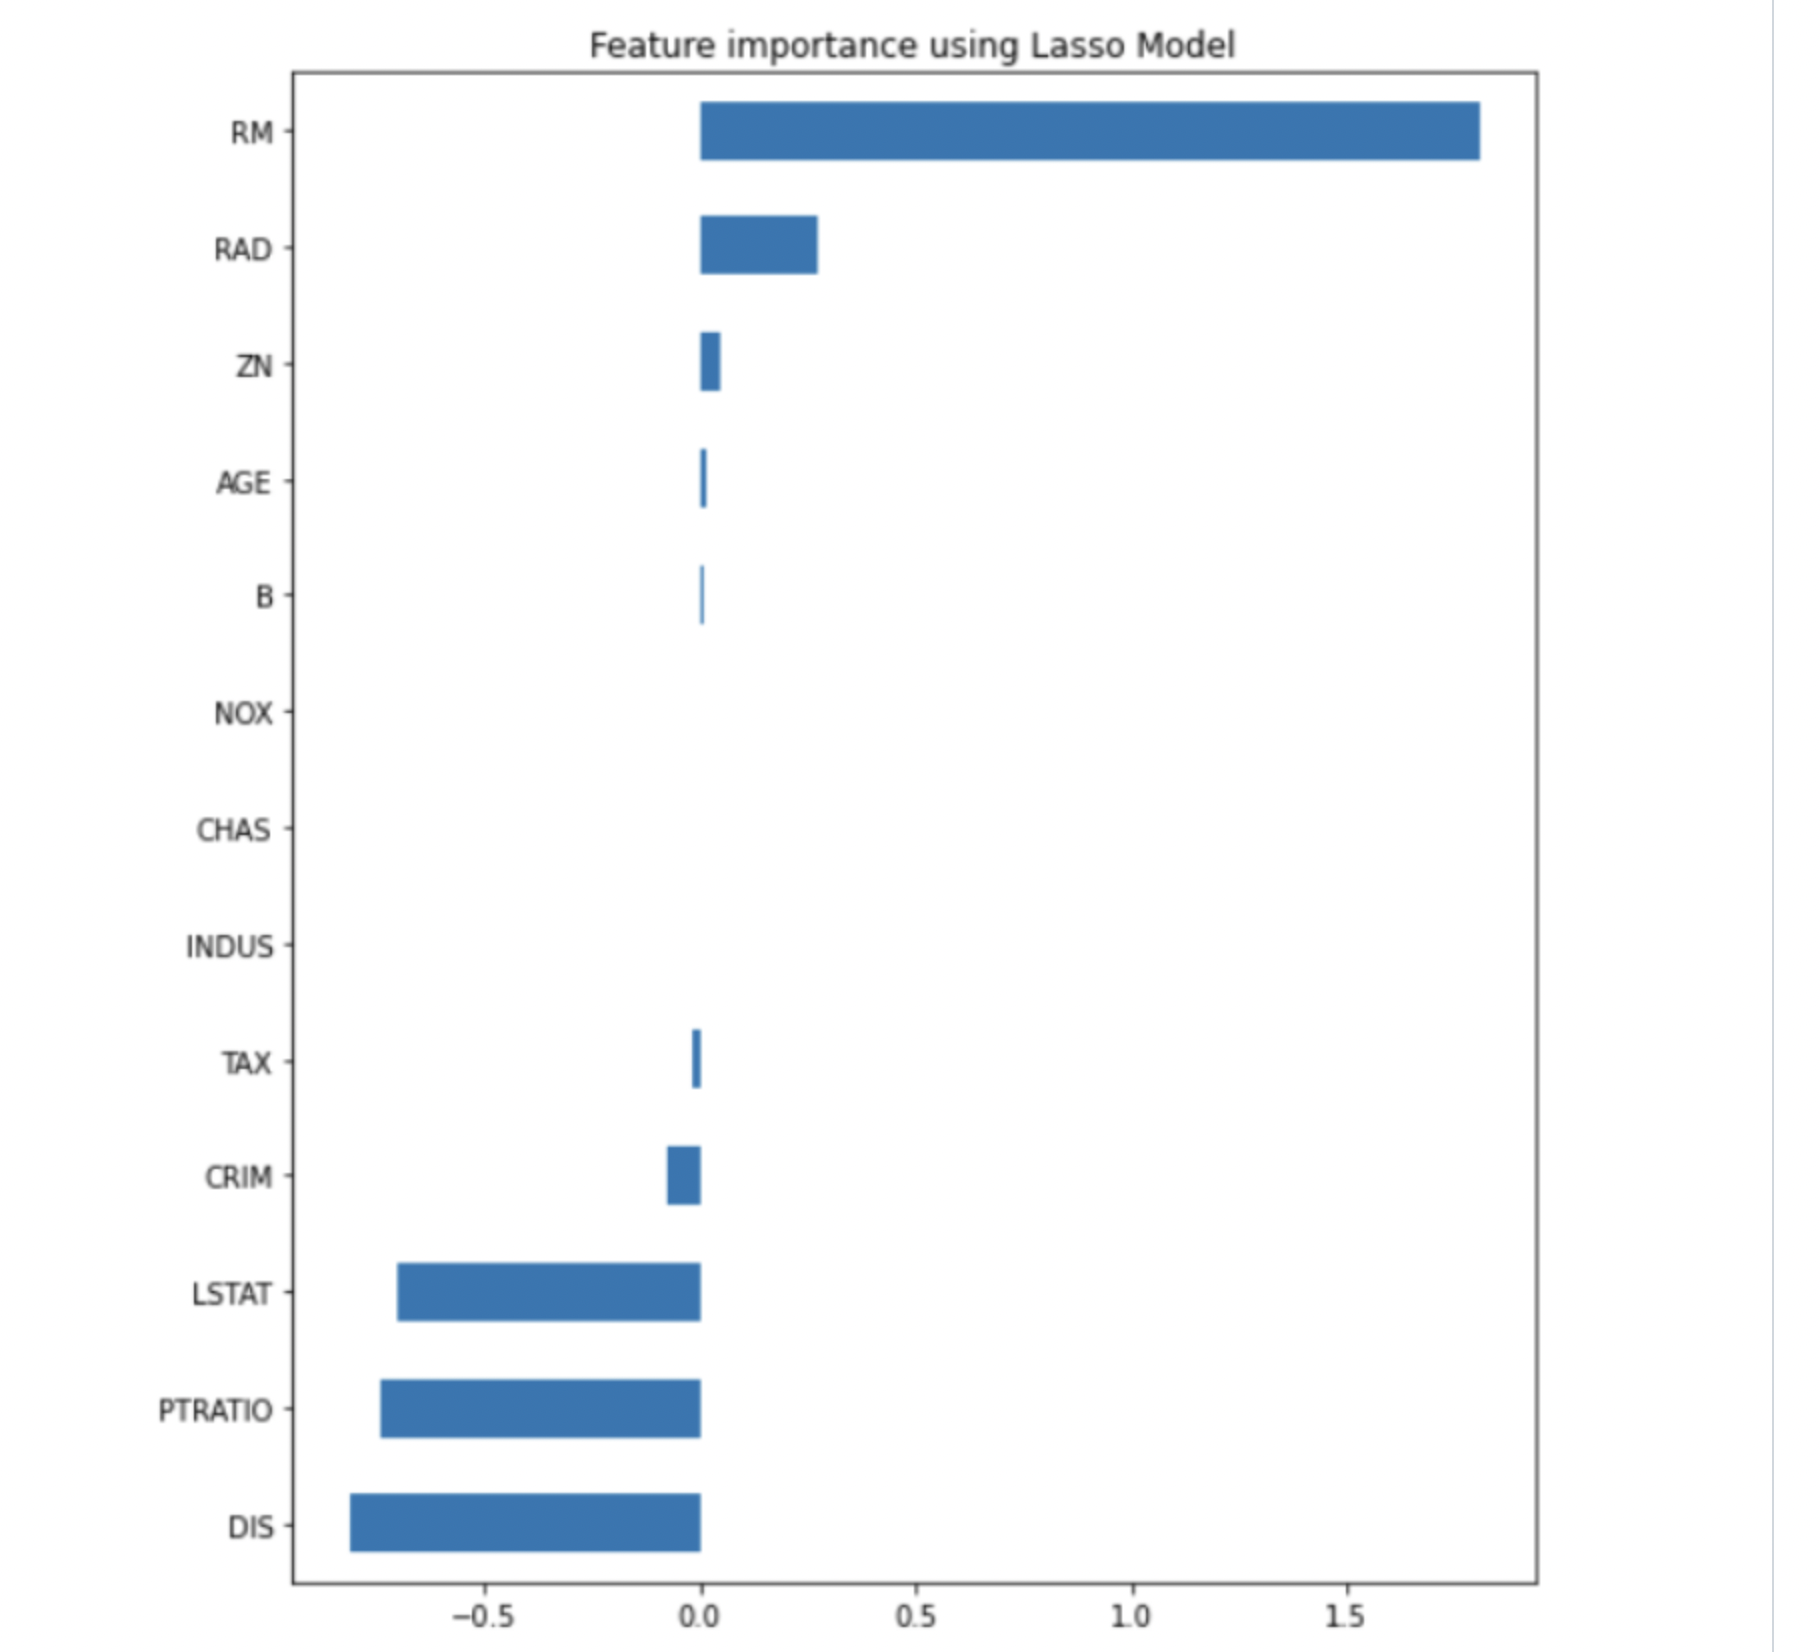 Feature importance using Lasso Model
RM
RAD
ZN
AGE
B
NOX
CHAS
INDUS
TAX
CRIM
LSTAT
PTRATIO
DIS
−0.5 0.0 0.5 1.0 1.5